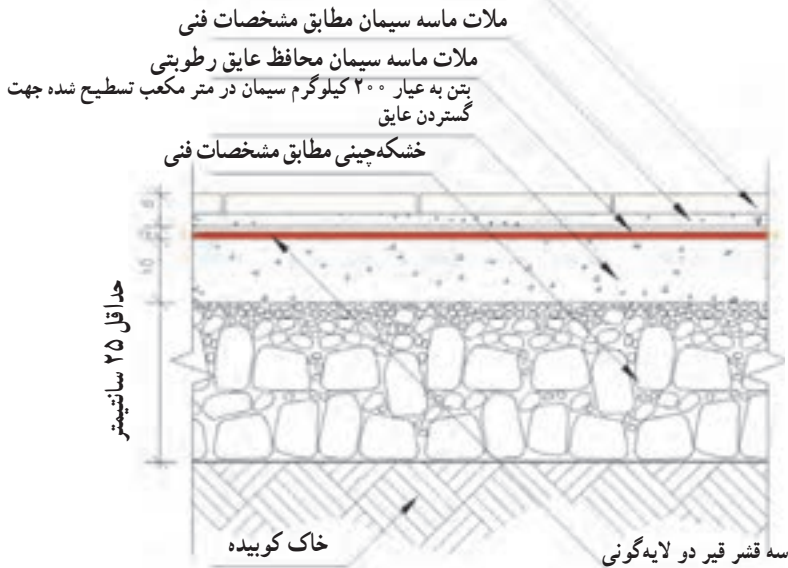 ملات ماسه سیمان مطابق مشخصات فنی
ملات ماسه سیمان محافظ عایق رطوبتی
بتن به عیار ۲۰۰ کیلوگرم سیمان در متر مکعب تسطیح شده جهت
گستردن عایق
خشکه‌چینی مطابق مشخصات فنی
حداقل ۲۵ سانتیمتر
خاک کوبیده
سه قشر قیر دو لایه‌گونی